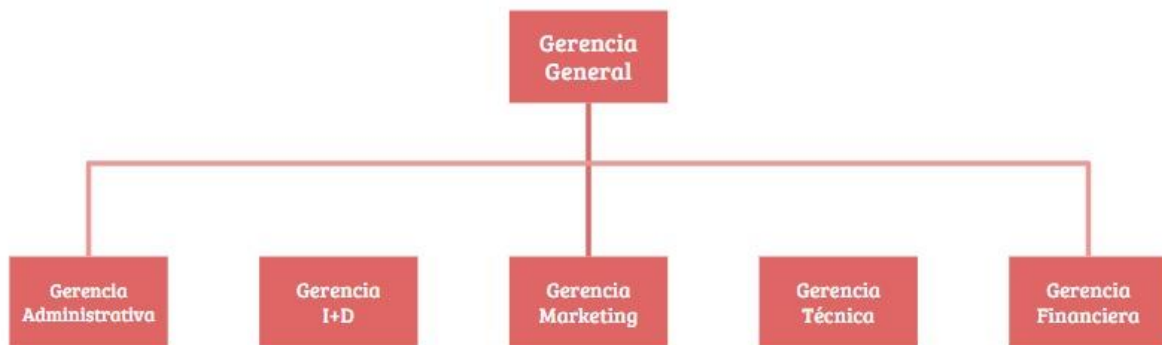 Gerencia
General
Gerencia
Administrativa
Gerencia
I+D
Gerencia
Marketing
Gerencia
Técnica
Gerencia
Financiera